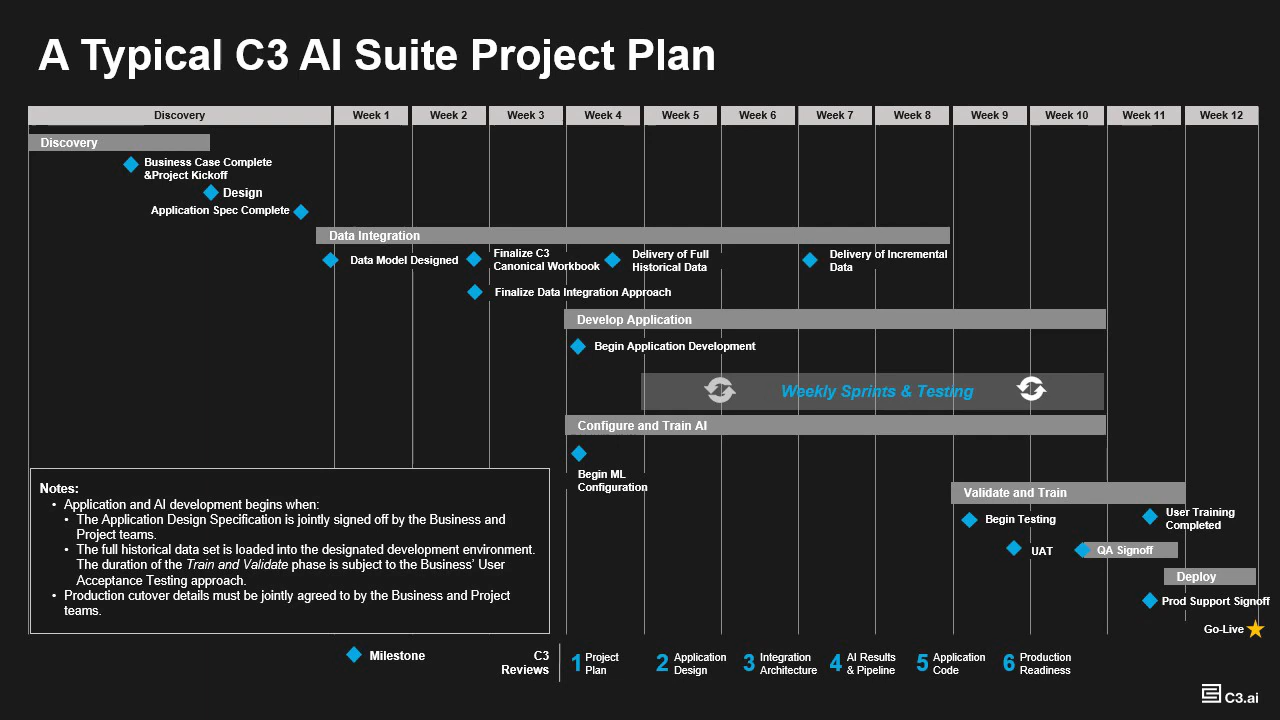 A Typical C3 AI Suite Project Plan
Discovery
Week 1
Week 2
Week 3
Week 4
Week 5
Week 6
Week 7
Week 8
Week 9
Week 10
Week 11
Week 12
Discovery
Business Case Complete
&Project Kickoff
Design
Application Spec Complete
Data Integration
Data Model Designed
Finalize C3
Canonical Workbook
Delivery of Full
Historical Data
Delivery of Incremental
Data
Finalize Data Integration Approach
Develop Application
Begin Application Development
Weekly Sprints & Testing
Configure and Train AI
Begin ML
Configuration
Validate and Train
Begin Testing
User Training
Completed
UAT
QA Signoff
Deploy
Prod Support Signoff
Go-Live
Notes:
• Application and AI development begins when:
• The Application Design Specification is jointly signed off by the Business and
Project teams.
• The full historical data set is loaded into the designated development environment.
The duration of the Train and Validate phase is subject to the Business’ User
Acceptance Testing approach.
• Production cutover details must be jointly agreed to by the Business and Project
teams.
Milestone
C3
Reviews
1 Project
Plan
2 Application
Design
3 Integration
Architecture
4 AI Results
& Pipeline
5 Application
Code
6 Production
Readiness
C3.ai